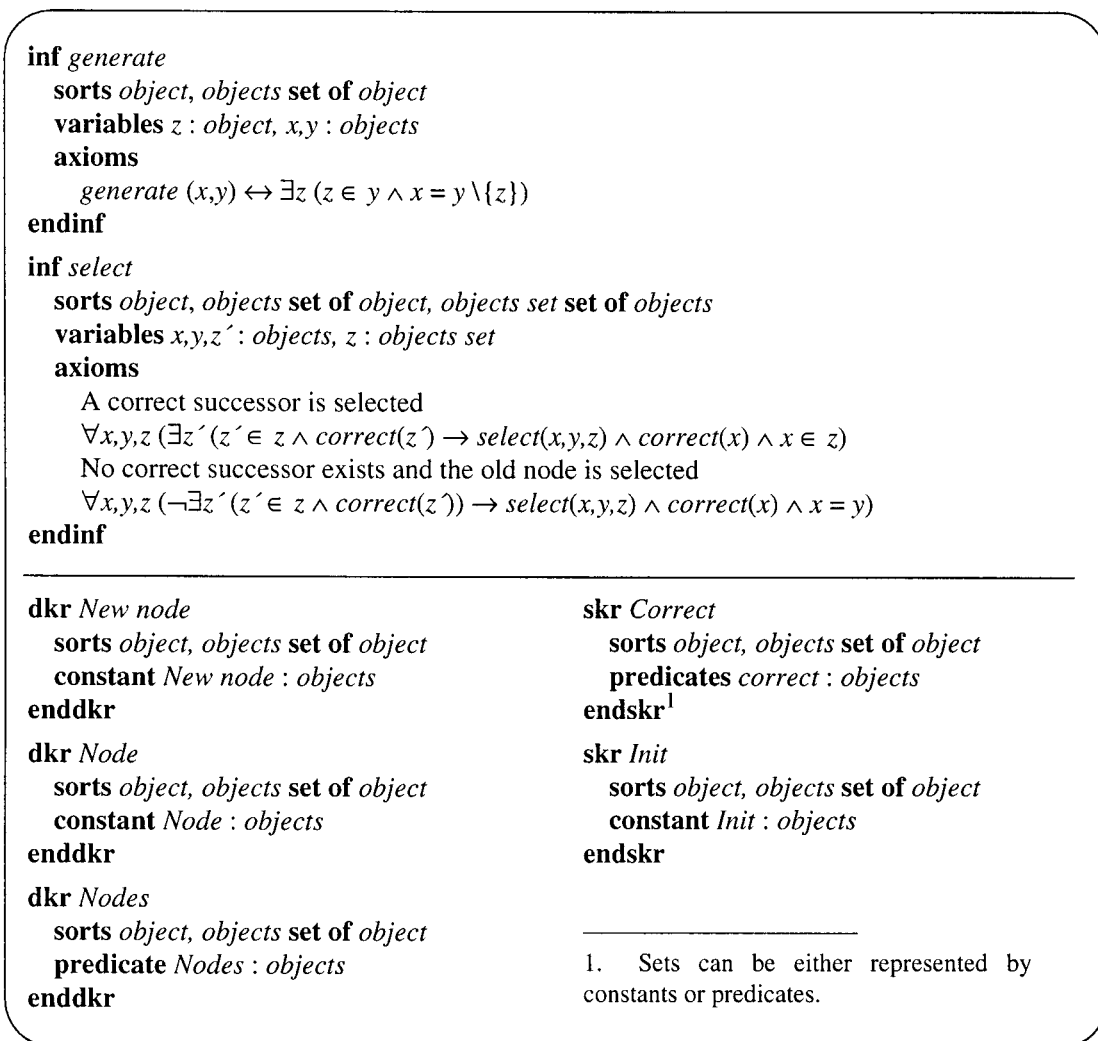 inf generate
sorts object, objects set of object
variables z : object, x,y : objects
axioms
generate (x,y) ↔ ∃z (z ∈ y ∧ x = y \{z})
endinf
inf select
sorts object, objects set of object, objects set set of objects
variables x,y,z´ : objects, z : objects set
axioms
A correct successor is selected
∀x,y,z (∃z´ (z´ ∈ z ∧ correct(z´) → select(x,y,z) ∧ correct(x) ∧ x ∈ z)
No correct successor exists and the old node is selected
∀x,y,z (¬∃z´ (z´ ∈ z ∧ correct(z´)) → select(x,y,z) ∧ correct(x) ∧ x = y)
endinf
dkr New node
sorts object, objects set of object
constant New node : objects
enddkr
dkr Node
sorts object, objects set of object
constant Node : objects
enddkr
dkr Nodes
sorts object, objects set of object
predicate Nodes : objects
enddkr
skr Correct
sorts object, objects set of object
predicates correct : objects
endskr1
skr Init
sorts object, objects set of object
constant Init : objects
endskr
1. Sets can be either represented by
constants or predicates.